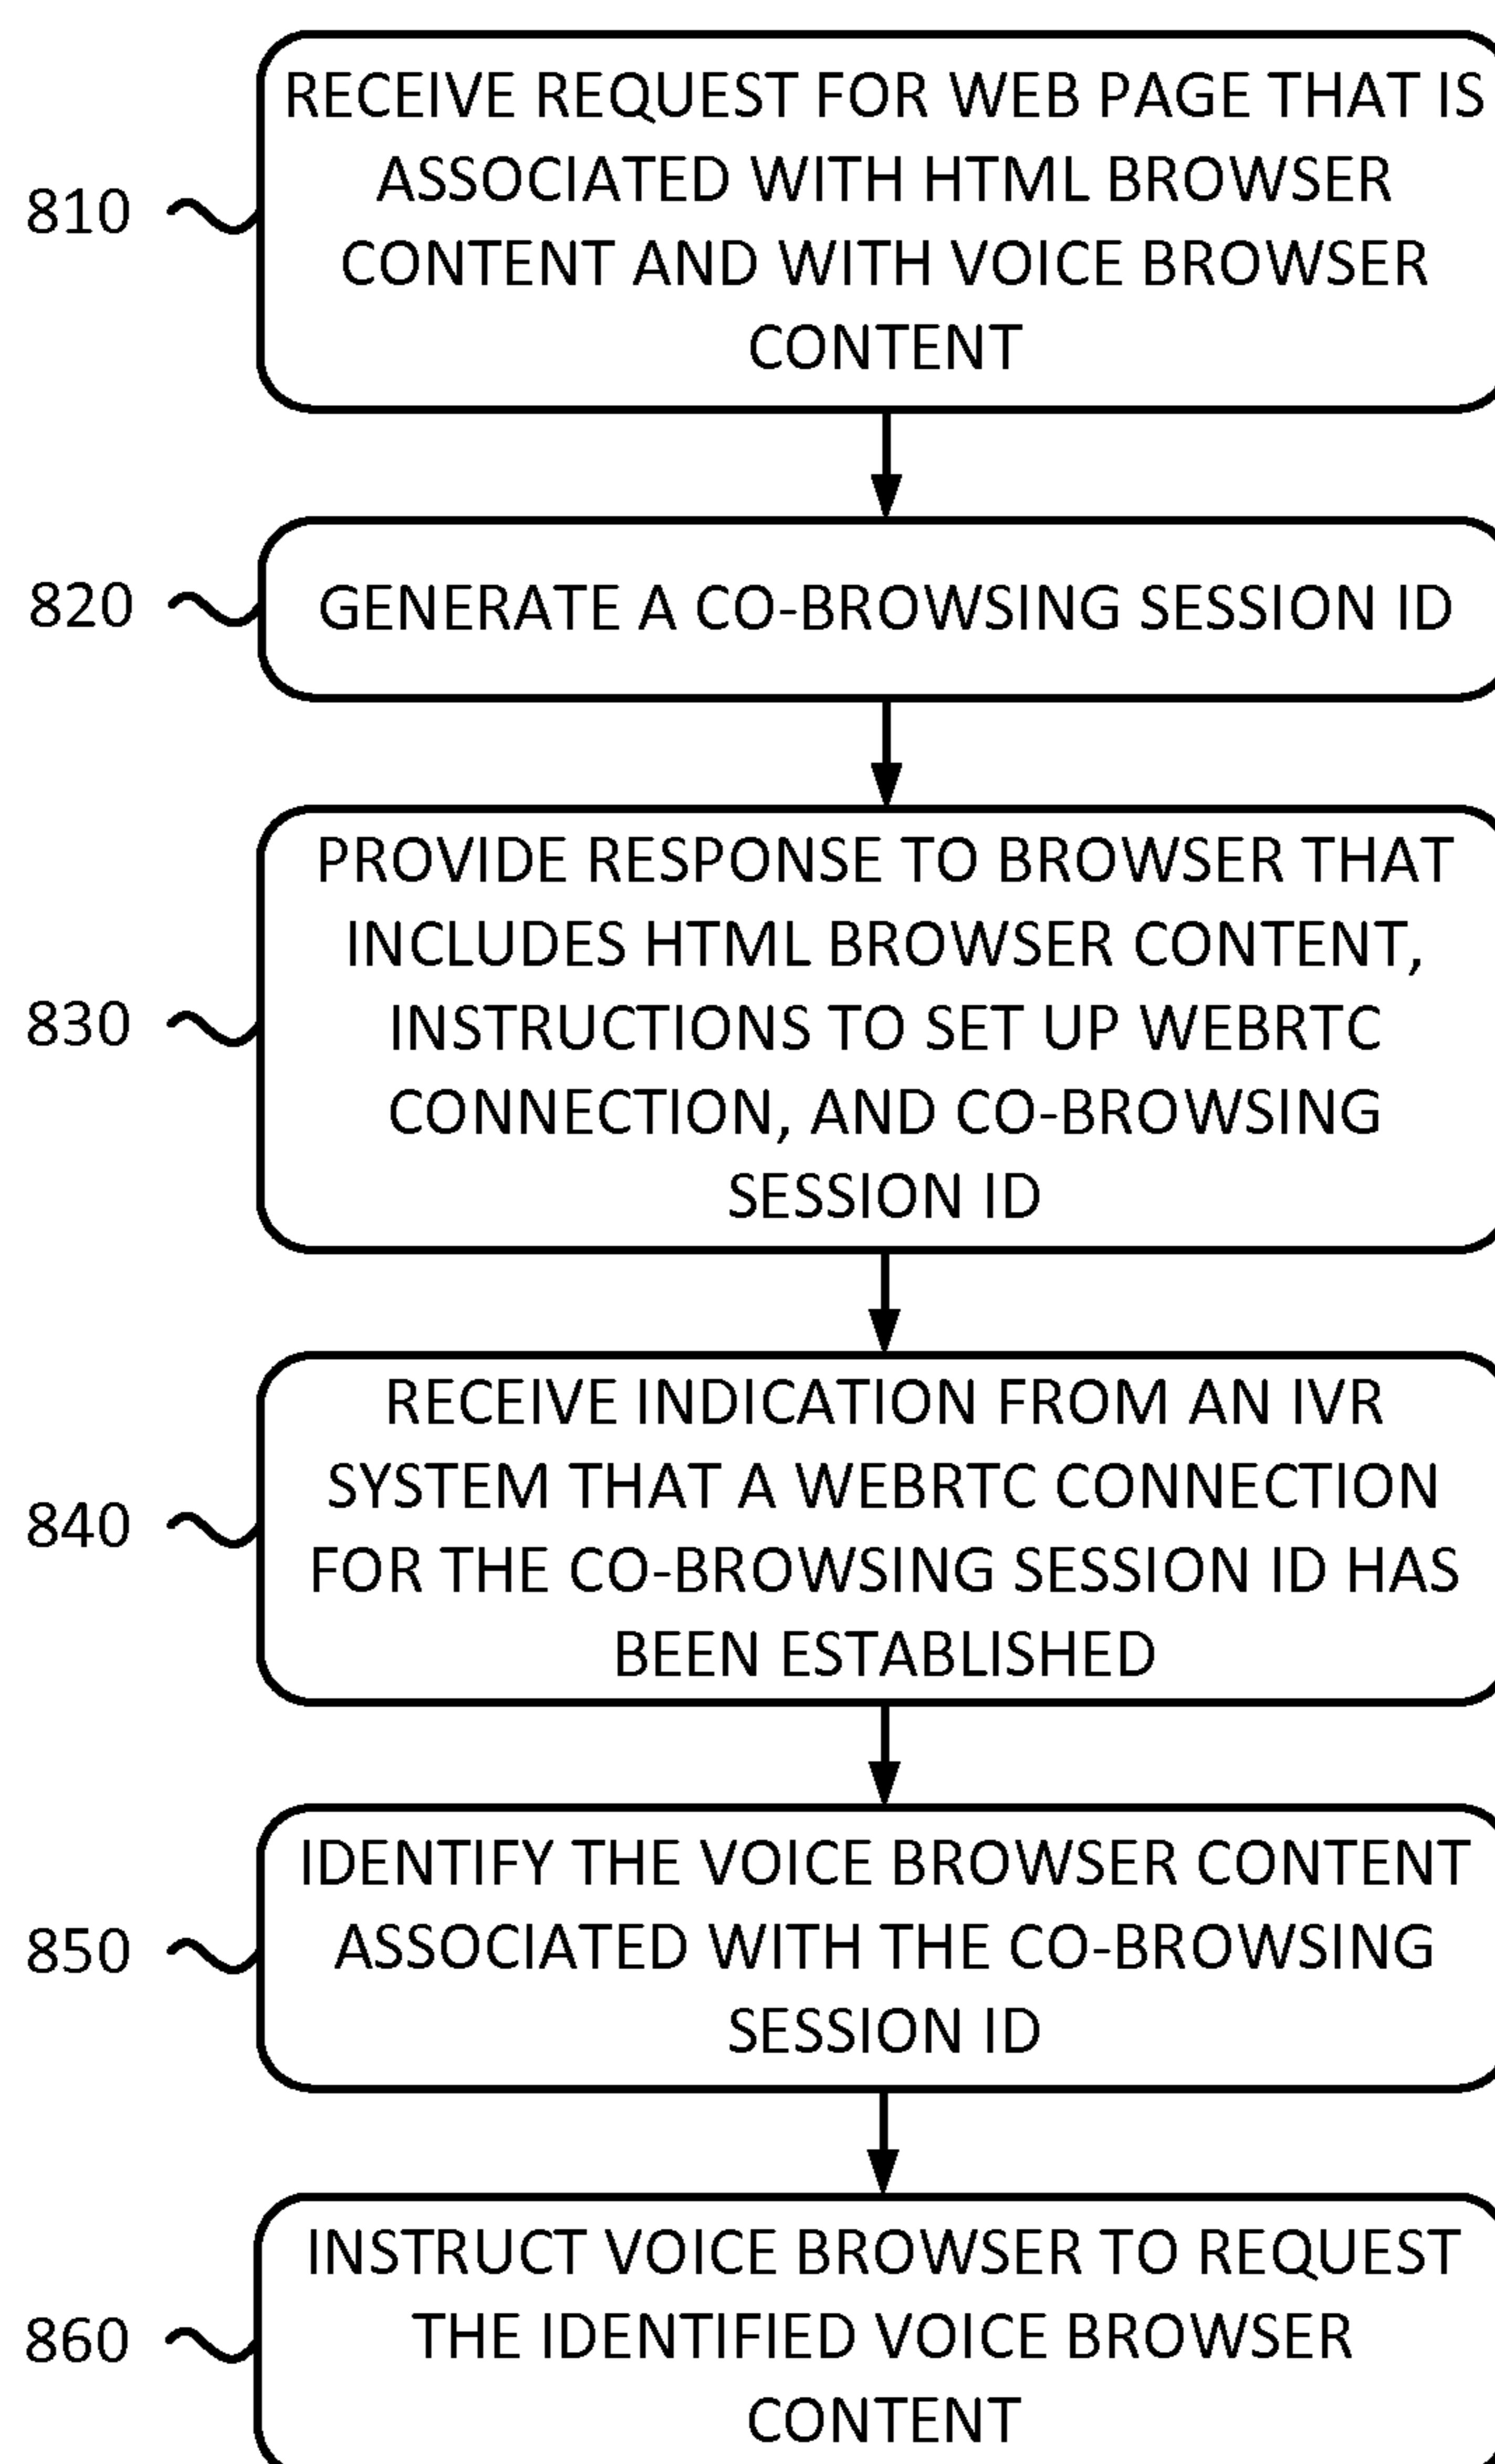 RECEIVE REQUEST FOR WEB PAGE THAT IS
ASSOCIATED WITH HTML BROWSER
810
CONTENT AND WITH VOICE BROWSER
CONTENT
820
GENERATE A CO-BROWSING SESSION ID
PROVIDE RESPONSE TO BROWSER THAT
INCLUDES HTML BROWSER CONTENT,
830
INSTRUCTIONS TO SET UP WEBRTC
CONNECTION, AND CO-BROWSING
SESSION ID
RECEIVE INDICATION FROM AN IVR
SYSTEM THAT A WEBRTC CONNECTION
840
FOR THE CO-BROWSING SESSION ID HAS
BEEN ESTABLISHED
IDENTIFY THE VOICE BROWSER CONTENT
850
ASSOCIATED WITH THE CO-BROWSING
SESSION ID
INSTRUCT VOICE BROWSER TO REQUEST
860
THE IDENTIFIED VOICE BROWSER
CONTENT